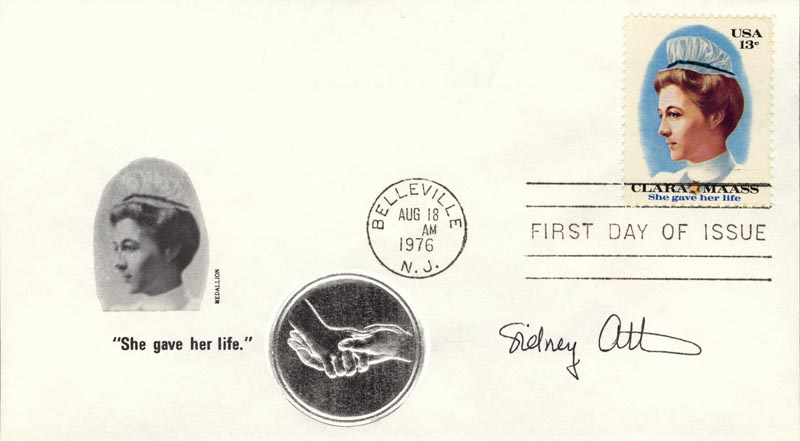 USA
13c
CLARA MAASS
She gave her life
BELLEVILLE
AUG 18
AM
1976
N. J.
FIRST DAY OF ISSUE
MEDALLION
"She gave her life."
Sidney